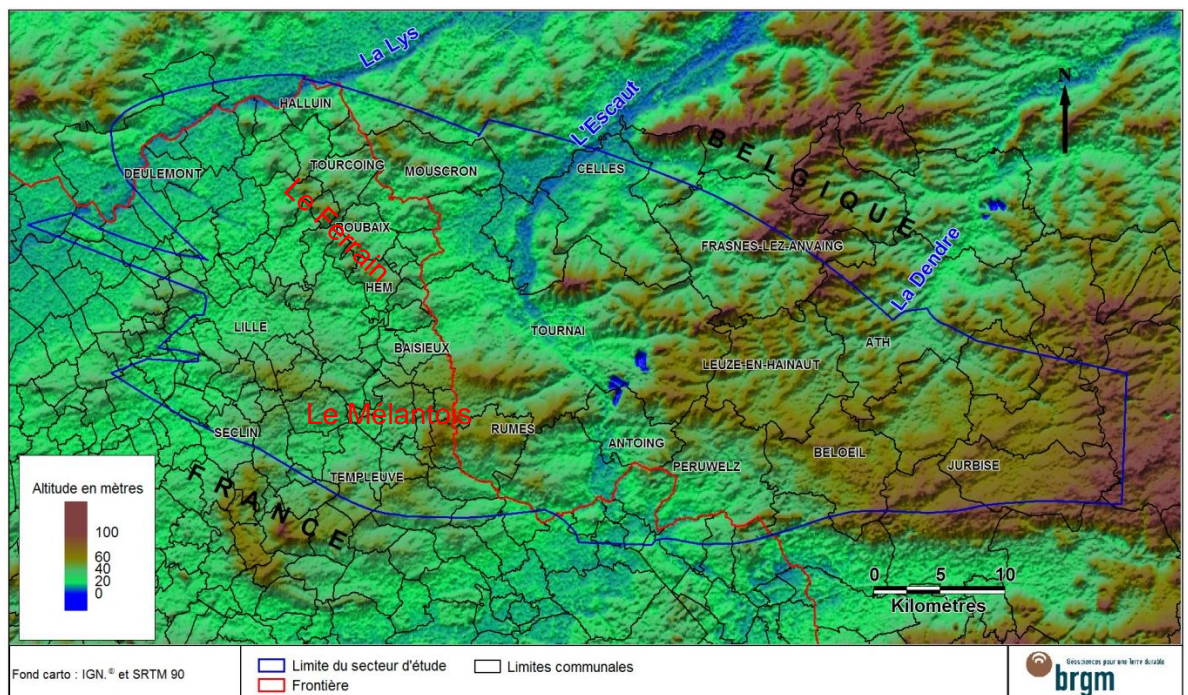 La Lys
HALLUIN
L'Escaut
BELGIQUE
N
DEULEMONT
TOURCOING
MOUSCRON
CELLES
Le Ferrain
ROUBAIX
FRASNES-LEZ-ANVAING
HEM
La Dendre
LILLE
TOURNAI
BAISIEUX
ATH
LEUZE-EN-HAINAUT
Le Mélantois
SECLIN
RUMES
ANTOING
BELOEIL
PERUWELZ
JURBISE
TEMPLEUVE
FRANCE
Altitude en mètres
100
60
40
20
0
0 5 10
Kilomètres
Fond carto : IGN.® et SRTM 90
Limite du secteur d'étude
Limites communales
Frontière
Géosciences pour une Terre durable
brgm